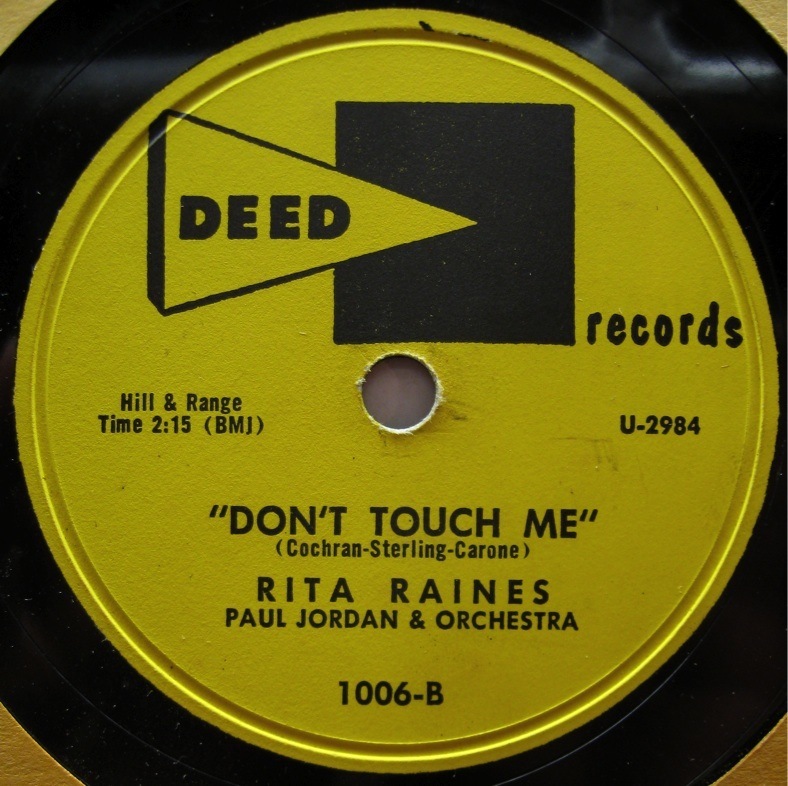 DEED
records
Hill & Range
Time 2:15 (BMJ)
U-2984
"DON'T TOUCH ME"
(Cochran-Sterling-Carone)
RITA RAINES
PAUL JORDAN & ORCHESTRA
1006-B